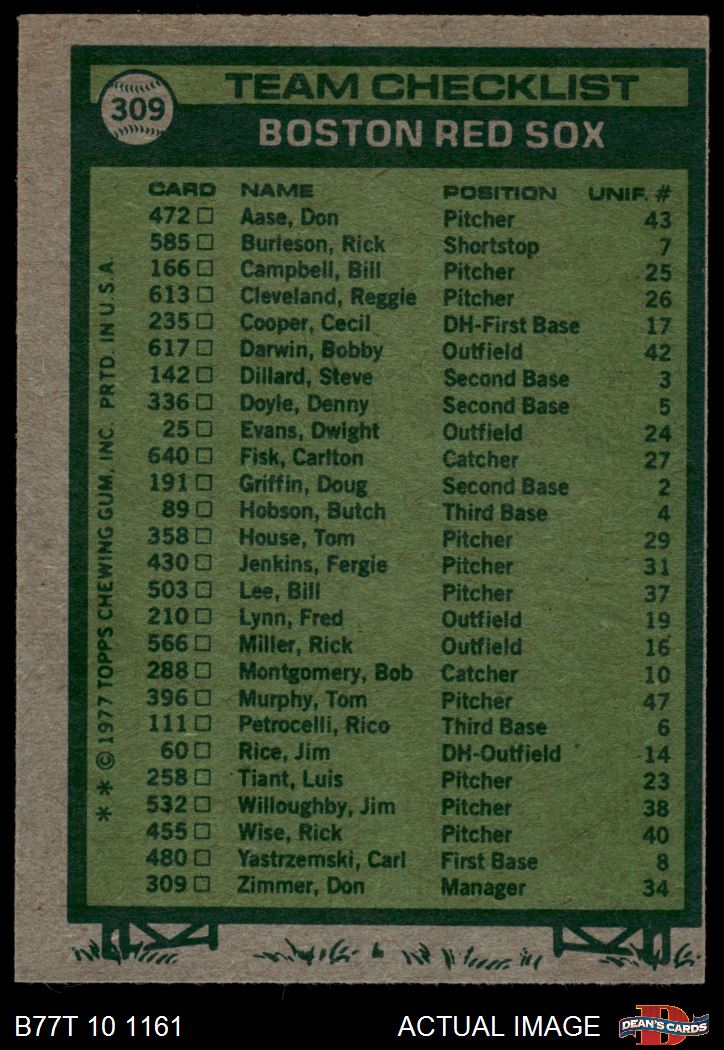 309
TEAM CHECKLIST
BOSTON RED SOX
CARD NAME POSITION UNIF. #
472 □ Aase, Don Pitcher 43
585 □ Burleson, Rick Shortstop 7
166 □ Campbell, Bill Pitcher 25
613 □ Cleveland, Reggie Pitcher 26
235 □ Cooper, Cecil DH-First Base 17
617 □ Darwin, Bobby Outfield 42
142 □ Dillard, Steve Second Base 3
336 □ Doyle, Denny Second Base 5
25 □ Evans, Dwight Outfield 24
640 □ Fisk, Carlton Catcher 27
191 □ Griffin, Doug Second Base 2
89 □ Hobson, Butch Third Base 4
358 □ House, Tom Pitcher 29
430 □ Jenkins, Fergie Pitcher 31
503 □ Lee, Bill Pitcher 37
210 □ Lynn, Fred Outfield 19
566 □ Miller, Rick Outfield 16
288 □ Montgomery, Bob Catcher 10
396 □ Murphy, Tom Pitcher 47
111 □ Petrocelli, Rico Third Base 6
60 □ Rice, Jim DH-Outfield 14
258 □ Tiant, Luis Pitcher 23
532 □ Willoughby, Jim Pitcher 38
455 □ Wise, Rick Pitcher 40
480 □ Yastrzemski, Carl First Base 8
309 □ Zimmer, Don Manager 34
* * © 1977 TOPPS CHEWING GUM, INC. PRTD. IN U.S.A.
B77T 10 1161 ACTUAL IMAGE
D
DEAN'S CARDS